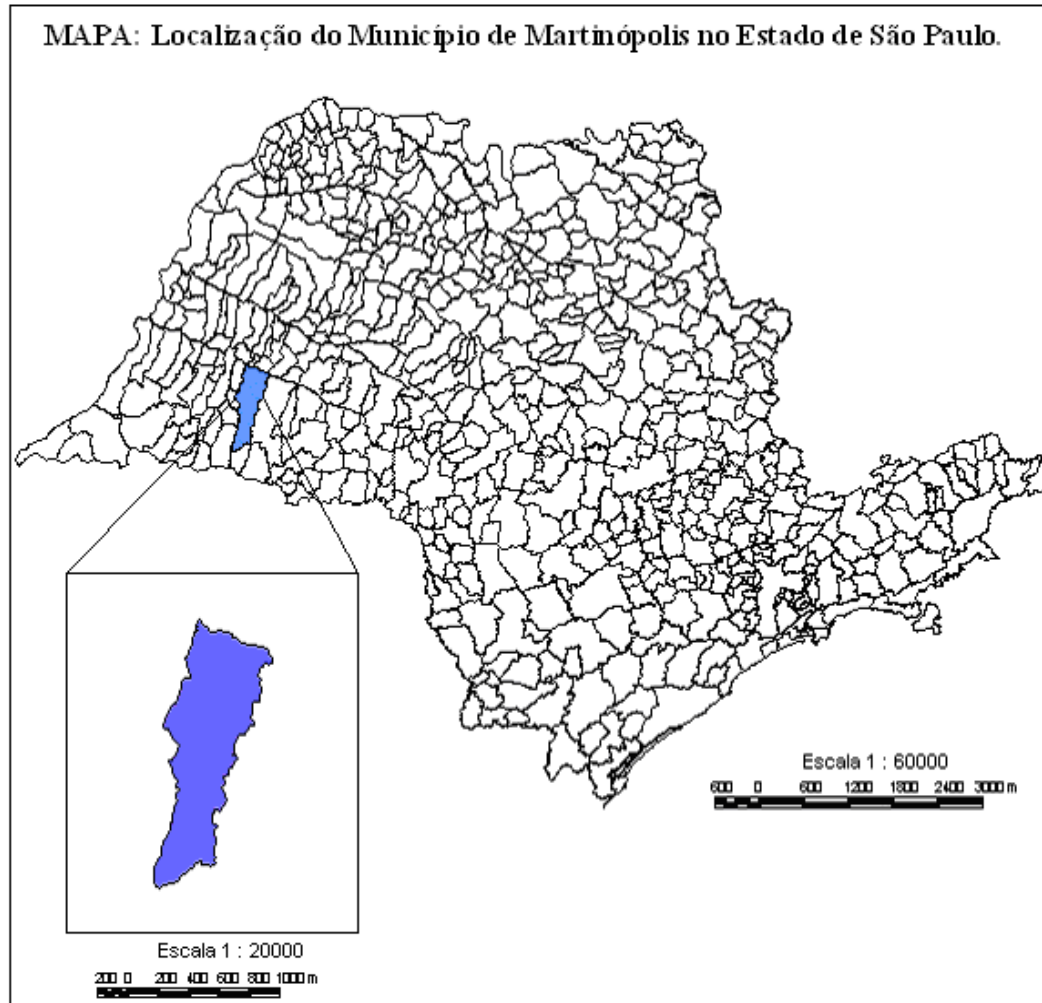 MAPA: Localização do Município de Martinópolis no Estado de São Paulo.
Escala 1 : 60000
600 0 600 1200 1800 2400 3000 m
Escala 1 : 20000
200 0 200 400 600 800 1000 m